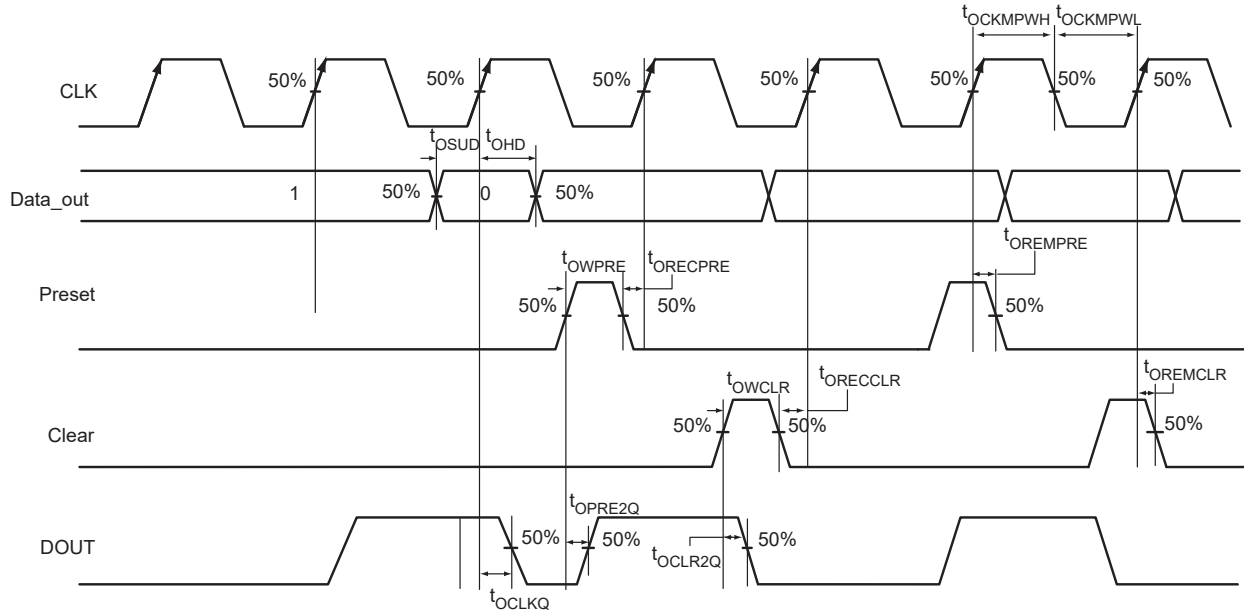 tOCKMPWH tOCKMPWL
CLK
50% 50% 50% 50% 50% 50% 50%
tOSUD tOHD
Data_out
1 50% 0 50%
tOREMPRE
tOWPRE tORECPRE
Preset
50% 50% 50%
tOWCLR tORECCLR tOREMCLR
Clear
50% 50% 50%
tOPRE2Q
DOUT
50% 50% 50%
tOCLR2Q
tOCLKQ